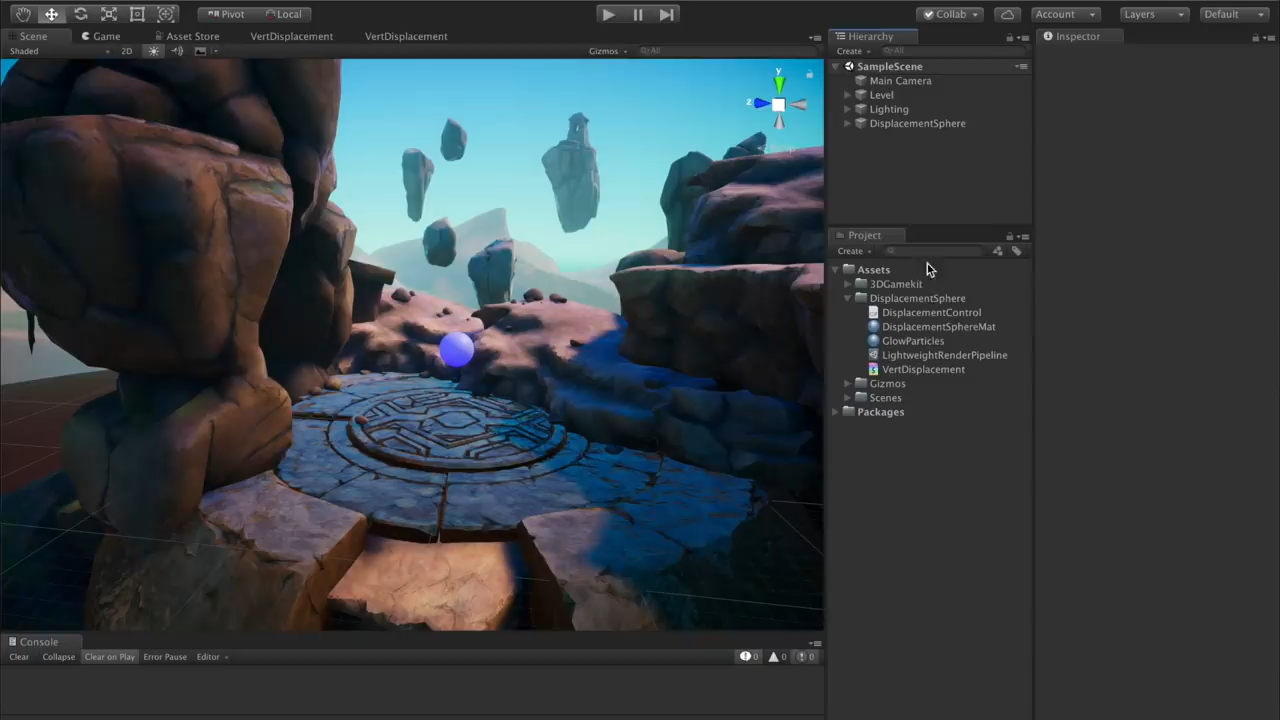 Pivot Local Collab Account Layers Default
Scene Game Asset Store VertDisplacement VertDisplacement
Shaded 2D Gizmos All
y
z
Hierarchy
Create All
SampleScene
Main Camera
Level
Lighting
DisplacementSphere
Project
Create
Assets
3DGamekit
DisplacementSphere
DisplacementControl
DisplacementSphereMat
GlowParticles
LightweightRenderPipeline
VertDisplacement
Gizmos
Scenes
Packages
Inspector
Console
Clear Collapse Clear on Play Error Pause Editor 0 0 0